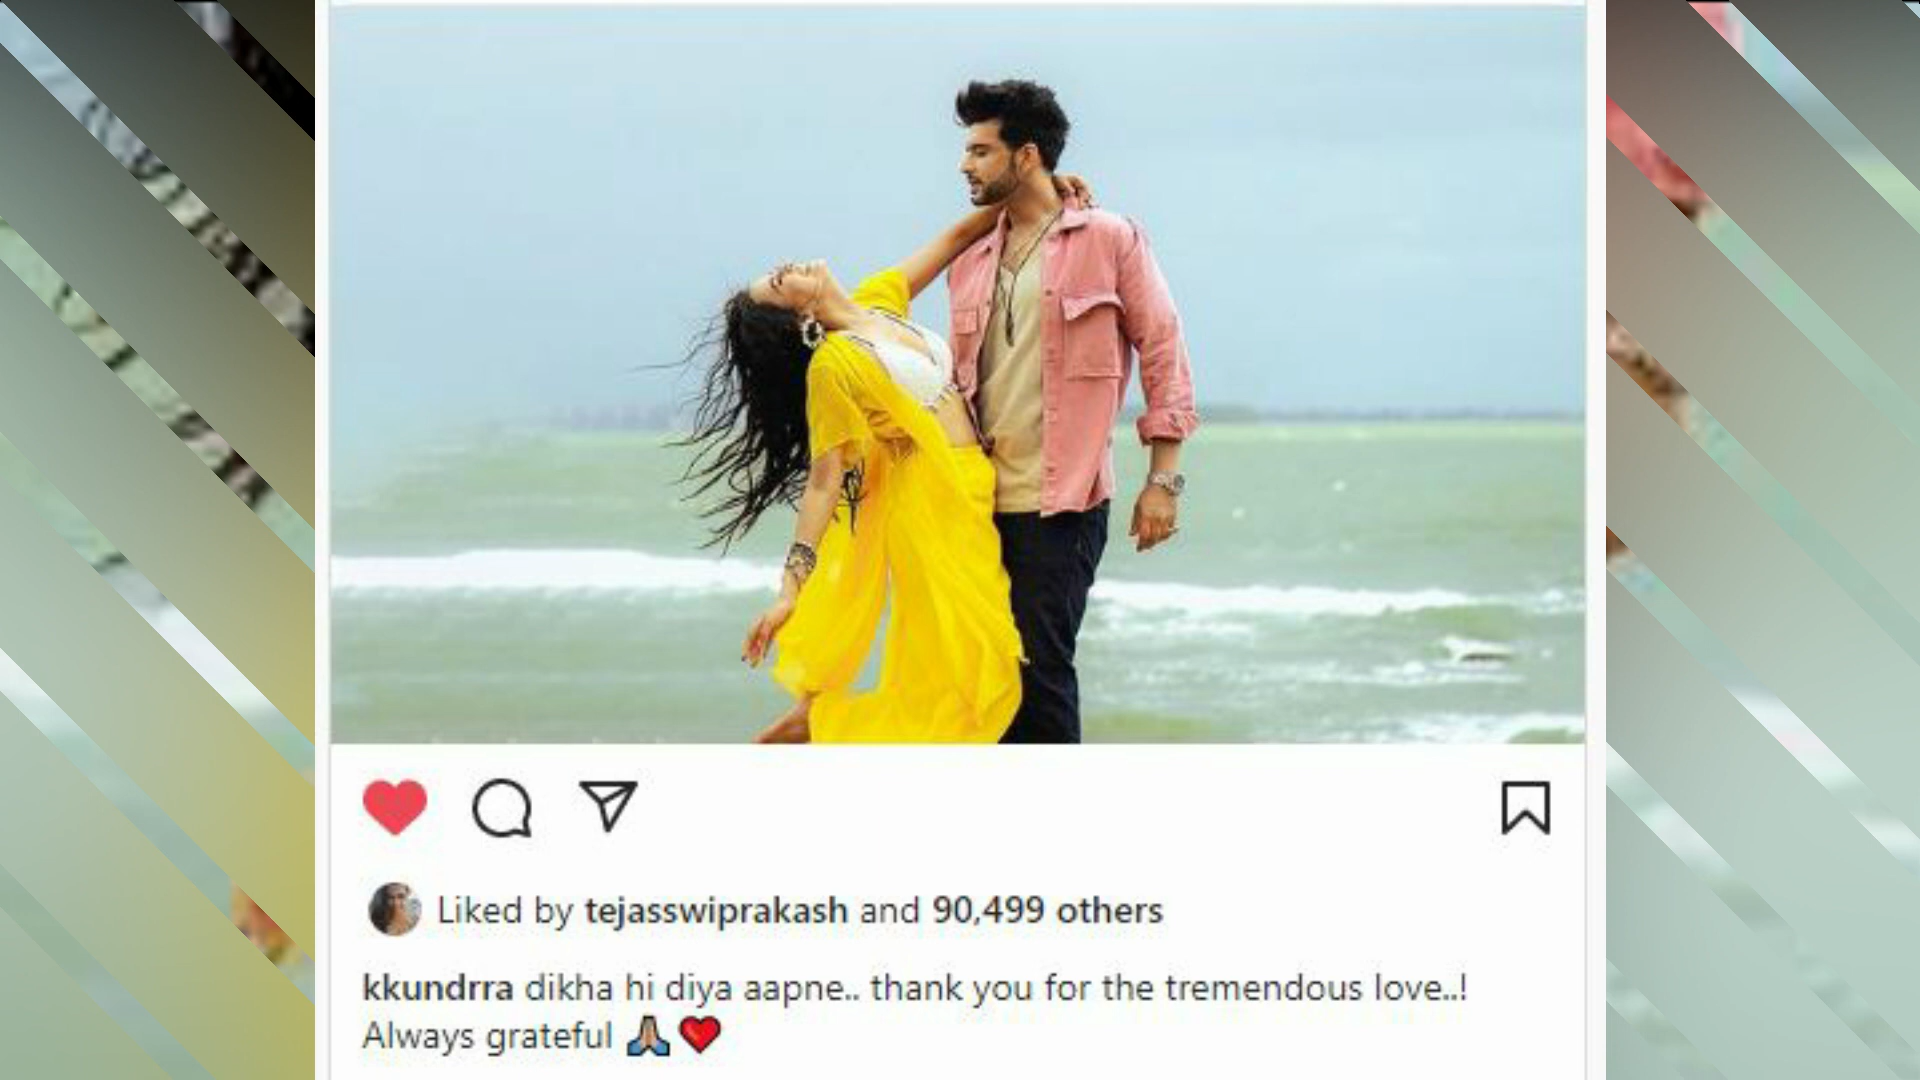 Liked by tejasswiprakash and 90,499 others
kkundrra dikha hi diya aapne.. thank you for the tremendous love..!
Always grateful 🙏🏽❤️